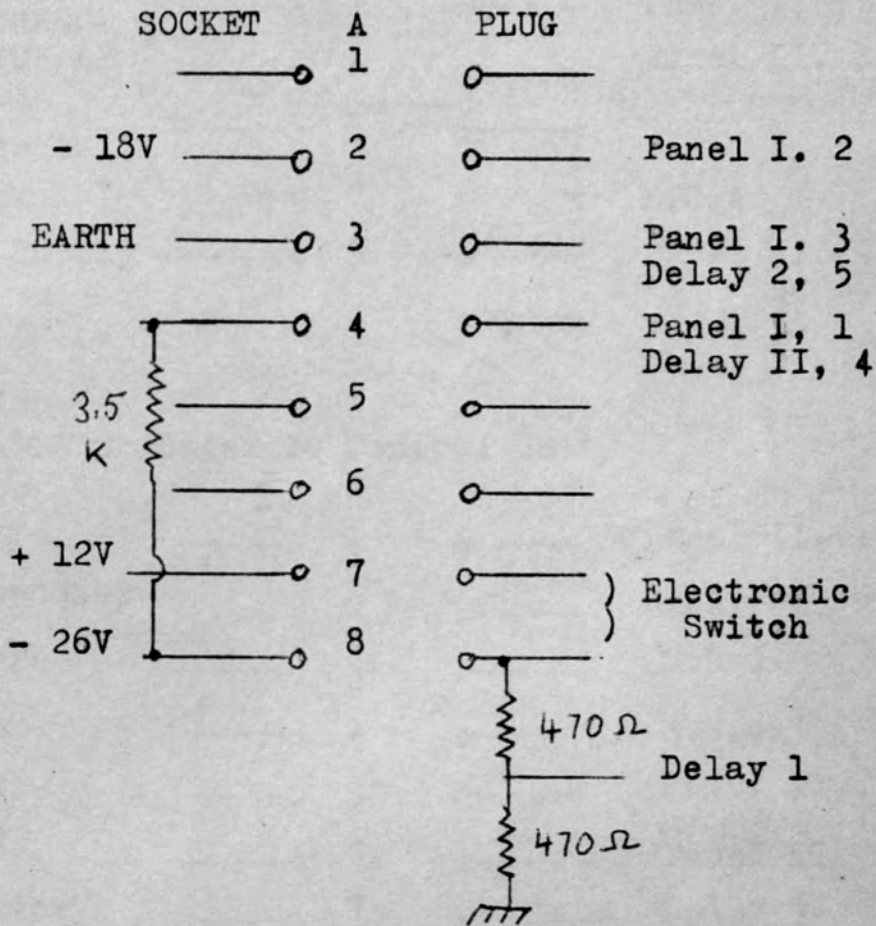 SOCKET A PLUG
1
- 18V 2 Panel I. 2
EARTH 3 Panel I. 3
Delay 2, 5
4 Panel I, 1
Delay II, 4
3.5 5
K
6
+ 12V 7
Electronic
Switch
- 26V 8
470 Ω
Delay 1
470 Ω